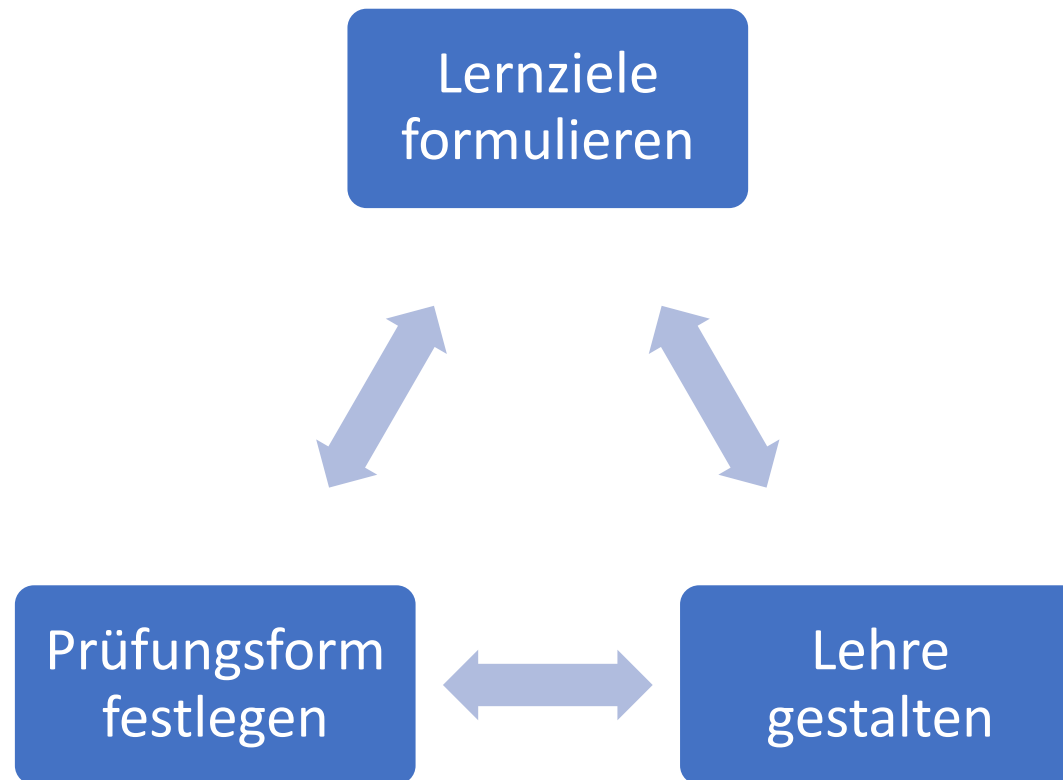 Lernziele
formulieren
Prüfungsform
festlegen
Lehre
gestalten